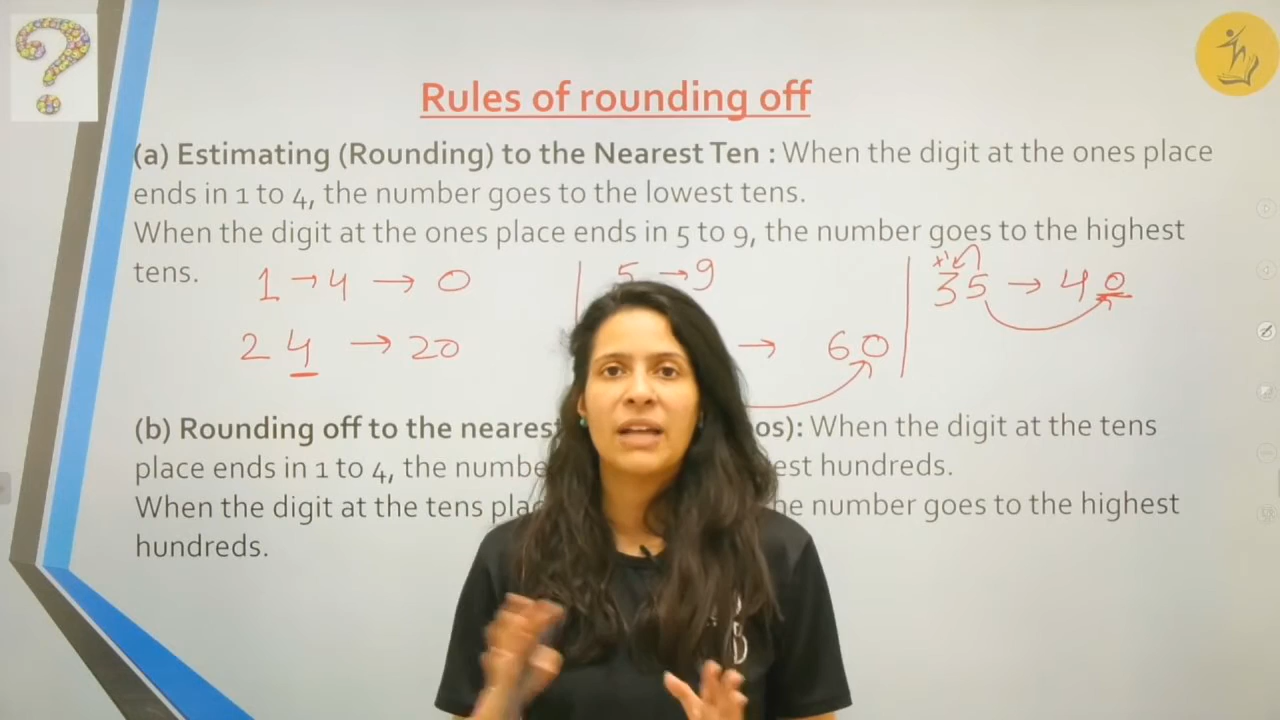 Rules of rounding off
(a) Estimating (Rounding) to the Nearest Ten : When the digit at the ones place
ends in 1 to 4, the number goes to the lowest tens.
When the digit at the ones place ends in 5 to 9, the number goes to the highest
tens.
1 → 4 → 0
5 → 9
35 → 40
+1
24 → 20
→ 60
(b) Rounding off to the nearest os): When the digit at the tens
place ends in 1 to 4, the numbe est hundreds.
When the digit at the tens plac he number goes to the highest
hundreds.